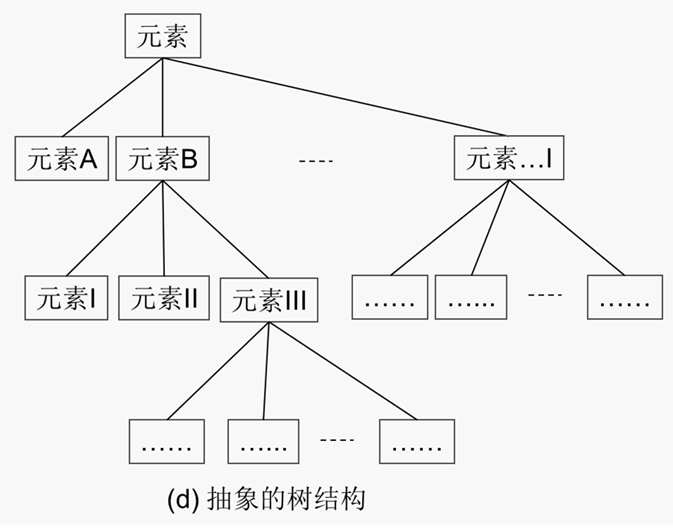 元素
元素A 元素B ---- 元素…I
元素I 元素II 元素III …… …… ---- ……
…… …… ---- ……
(d) 抽象的树结构